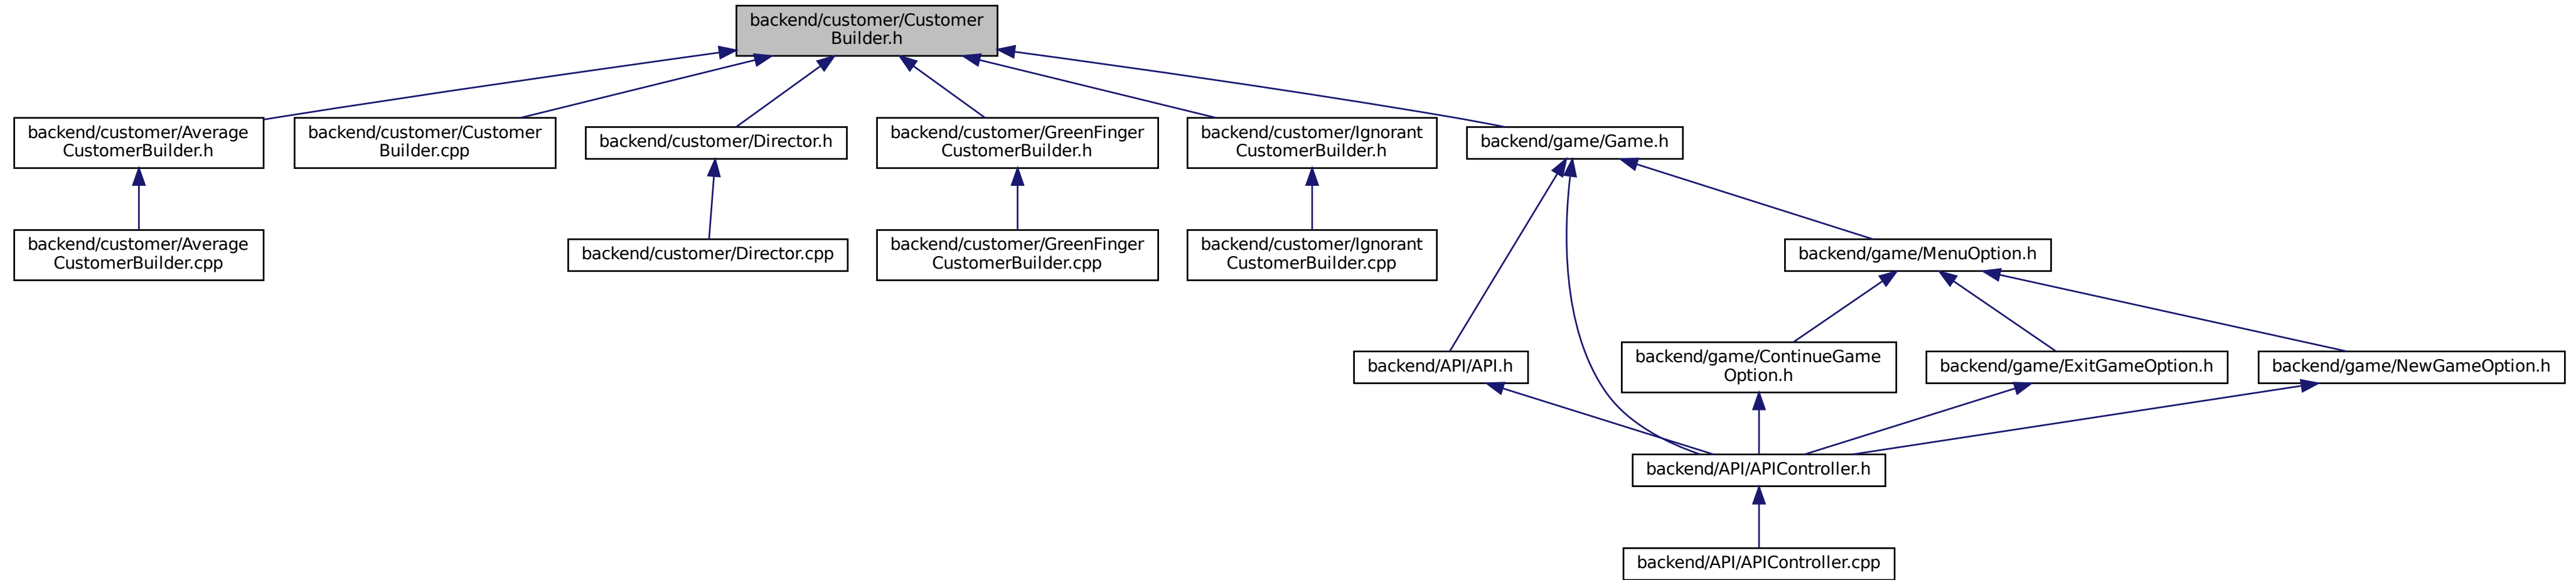 backend/customer/Customer
Builder.h
backend/customer/Average
CustomerBuilder.h
backend/customer/Customer
Builder.cpp
backend/customer/Director.h
backend/customer/GreenFinger
CustomerBuilder.h
backend/customer/Ignorant
CustomerBuilder.h
backend/game/Game.h
backend/customer/Average
CustomerBuilder.cpp
backend/customer/Director.cpp
backend/customer/GreenFinger
CustomerBuilder.cpp
backend/customer/Ignorant
CustomerBuilder.cpp
backend/game/MenuOption.h
backend/API/API.h
backend/game/ContinueGame
Option.h
backend/game/ExitGameOption.h
backend/game/NewGameOption.h
backend/API/APIController.h
backend/API/APIController.cpp